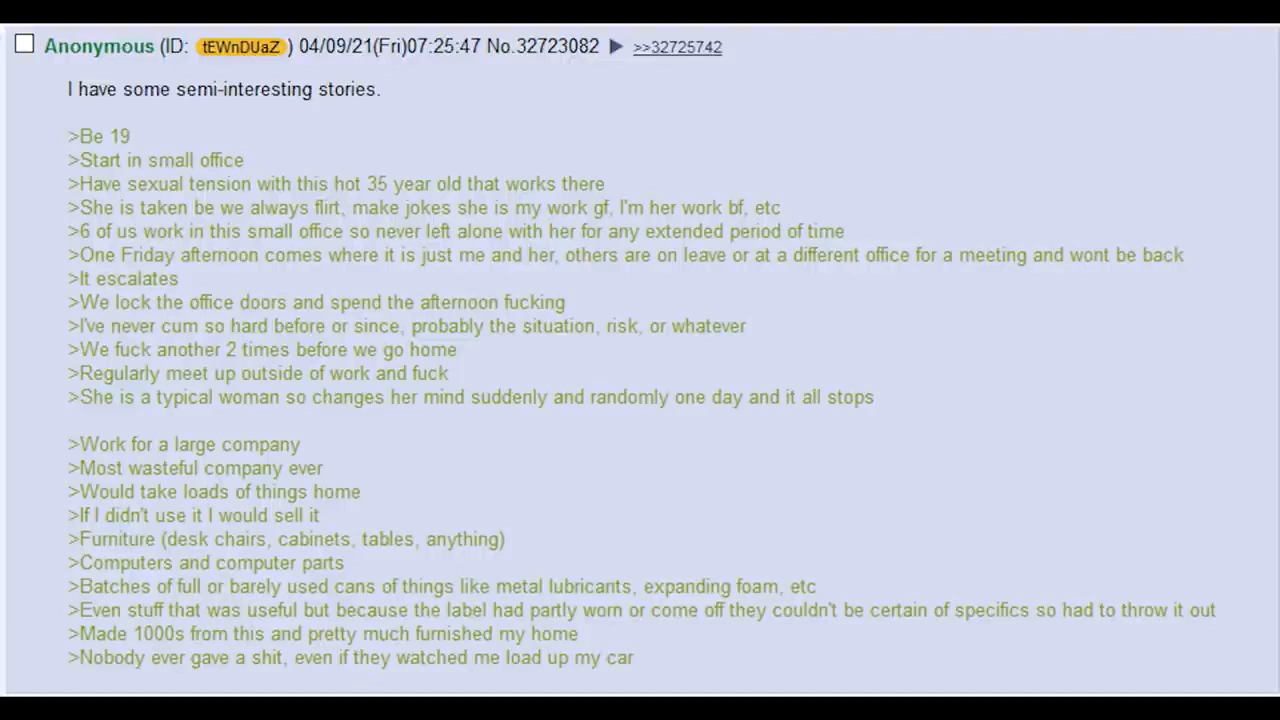 Anonymous (ID: tEWnDUaZ ) 04/09/21(Fri)07:25:47 No.32723082 ▶ >>32725742
I have some semi-interesting stories.
>Be 19
>Start in small office
>Have sexual tension with this hot 35 year old that works there
>She is taken be we always flirt, make jokes she is my work gf, I'm her work bf, etc
>6 of us work in this small office so never left alone with her for any extended period of time
>One Friday afternoon comes where it is just me and her, others are on leave or at a different office for a meeting and wont be back
>It escalates
>We lock the office doors and spend the afternoon fucking
>I've never cum so hard before or since, probably the situation, risk, or whatever
>We fuck another 2 times before we go home
>Regularly meet up outside of work and fuck
>She is a typical woman so changes her mind suddenly and randomly one day and it all stops
>Work for a large company
>Most wasteful company ever
>Would take loads of things home
>If I didn't use it I would sell it
>Furniture (desk chairs, cabinets, tables, anything)
>Computers and computer parts
>Batches of full or barely used cans of things like metal lubricants, expanding foam, etc
>Even stuff that was useful but because the label had partly worn or come off they couldn't be certain of specifics so had to throw it out
>Made 1000s from this and pretty much furnished my home
>Nobody ever gave a shit, even if they watched me load up my car